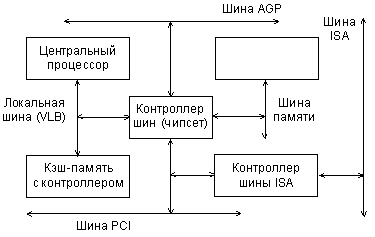 Шина AGP
Шина
ISA
Центральный
процессор
Локальная
шина (VLB)
Контроллер
шин (чипсет)
Шина
памяти
Кэш-память
с контроллером
Контроллер
шины ISA
Шина PCI